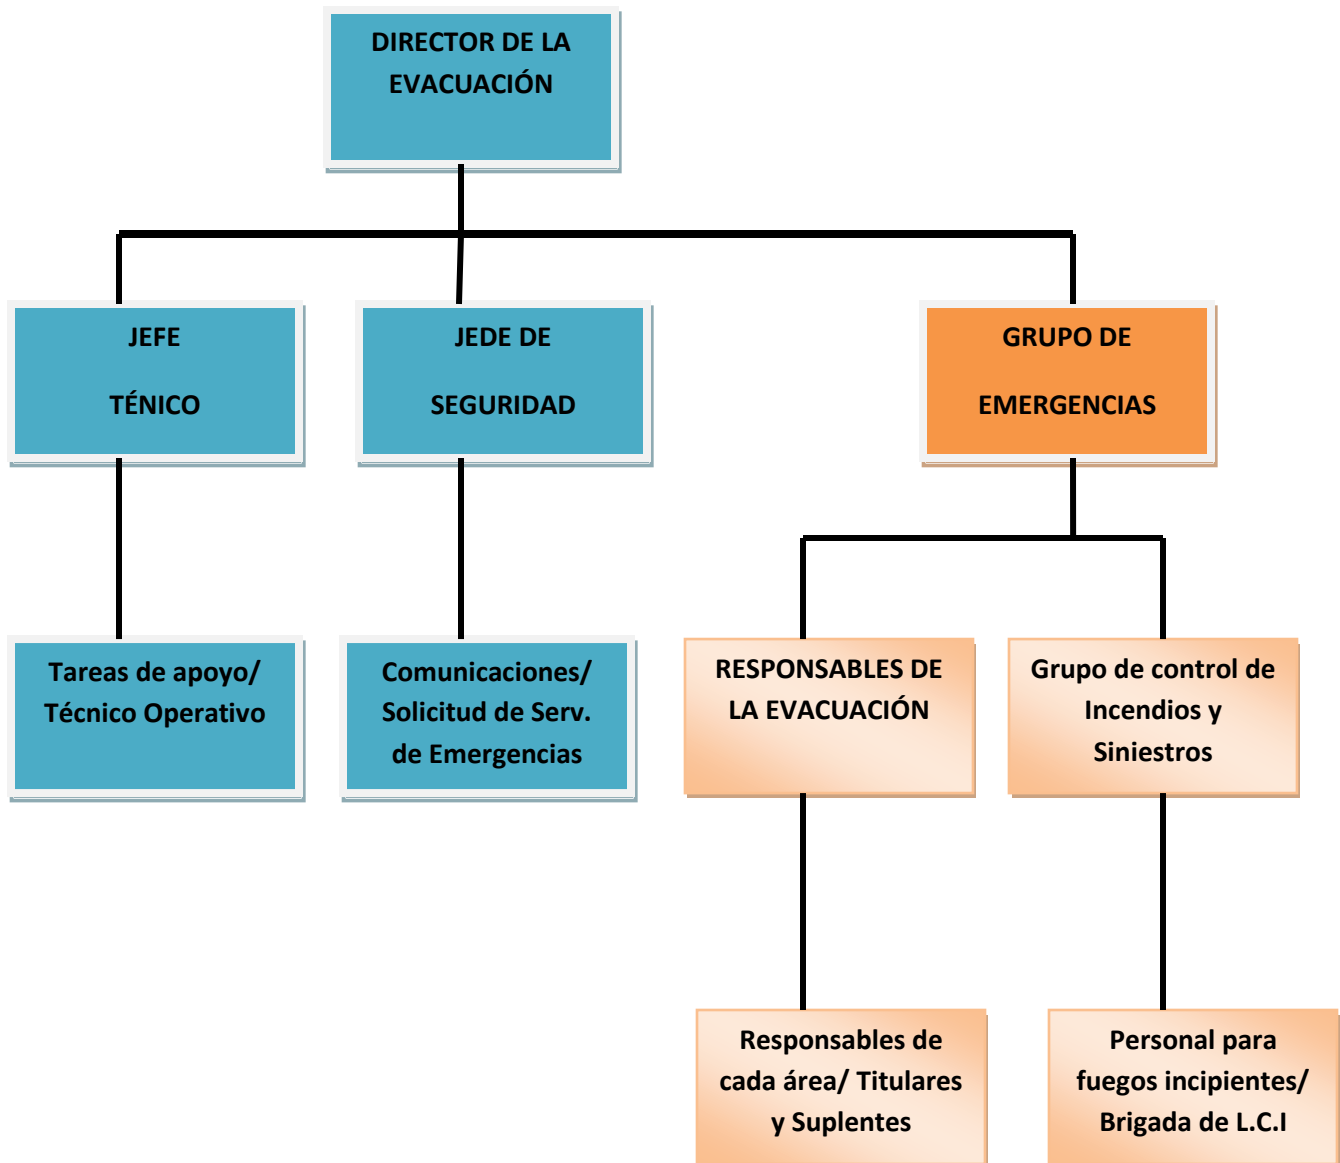 DIRECTOR DE LA
EVACUACIÓN
JEFE
TÉNICO
JEDE DE
SEGURIDAD
GRUPO DE
EMERGENCIAS
Tareas de apoyo/
Técnico Operativo
Comunicaciones/
Solicitud de Serv.
de Emergencias
RESPONSABLES DE
LA EVACUACIÓN
Grupo de control de
Incendios y
Siniestros
Responsables de
cada área/ Titulares
y Suplentes
Personal para
fuegos incipientes/
Brigada de L.C.I